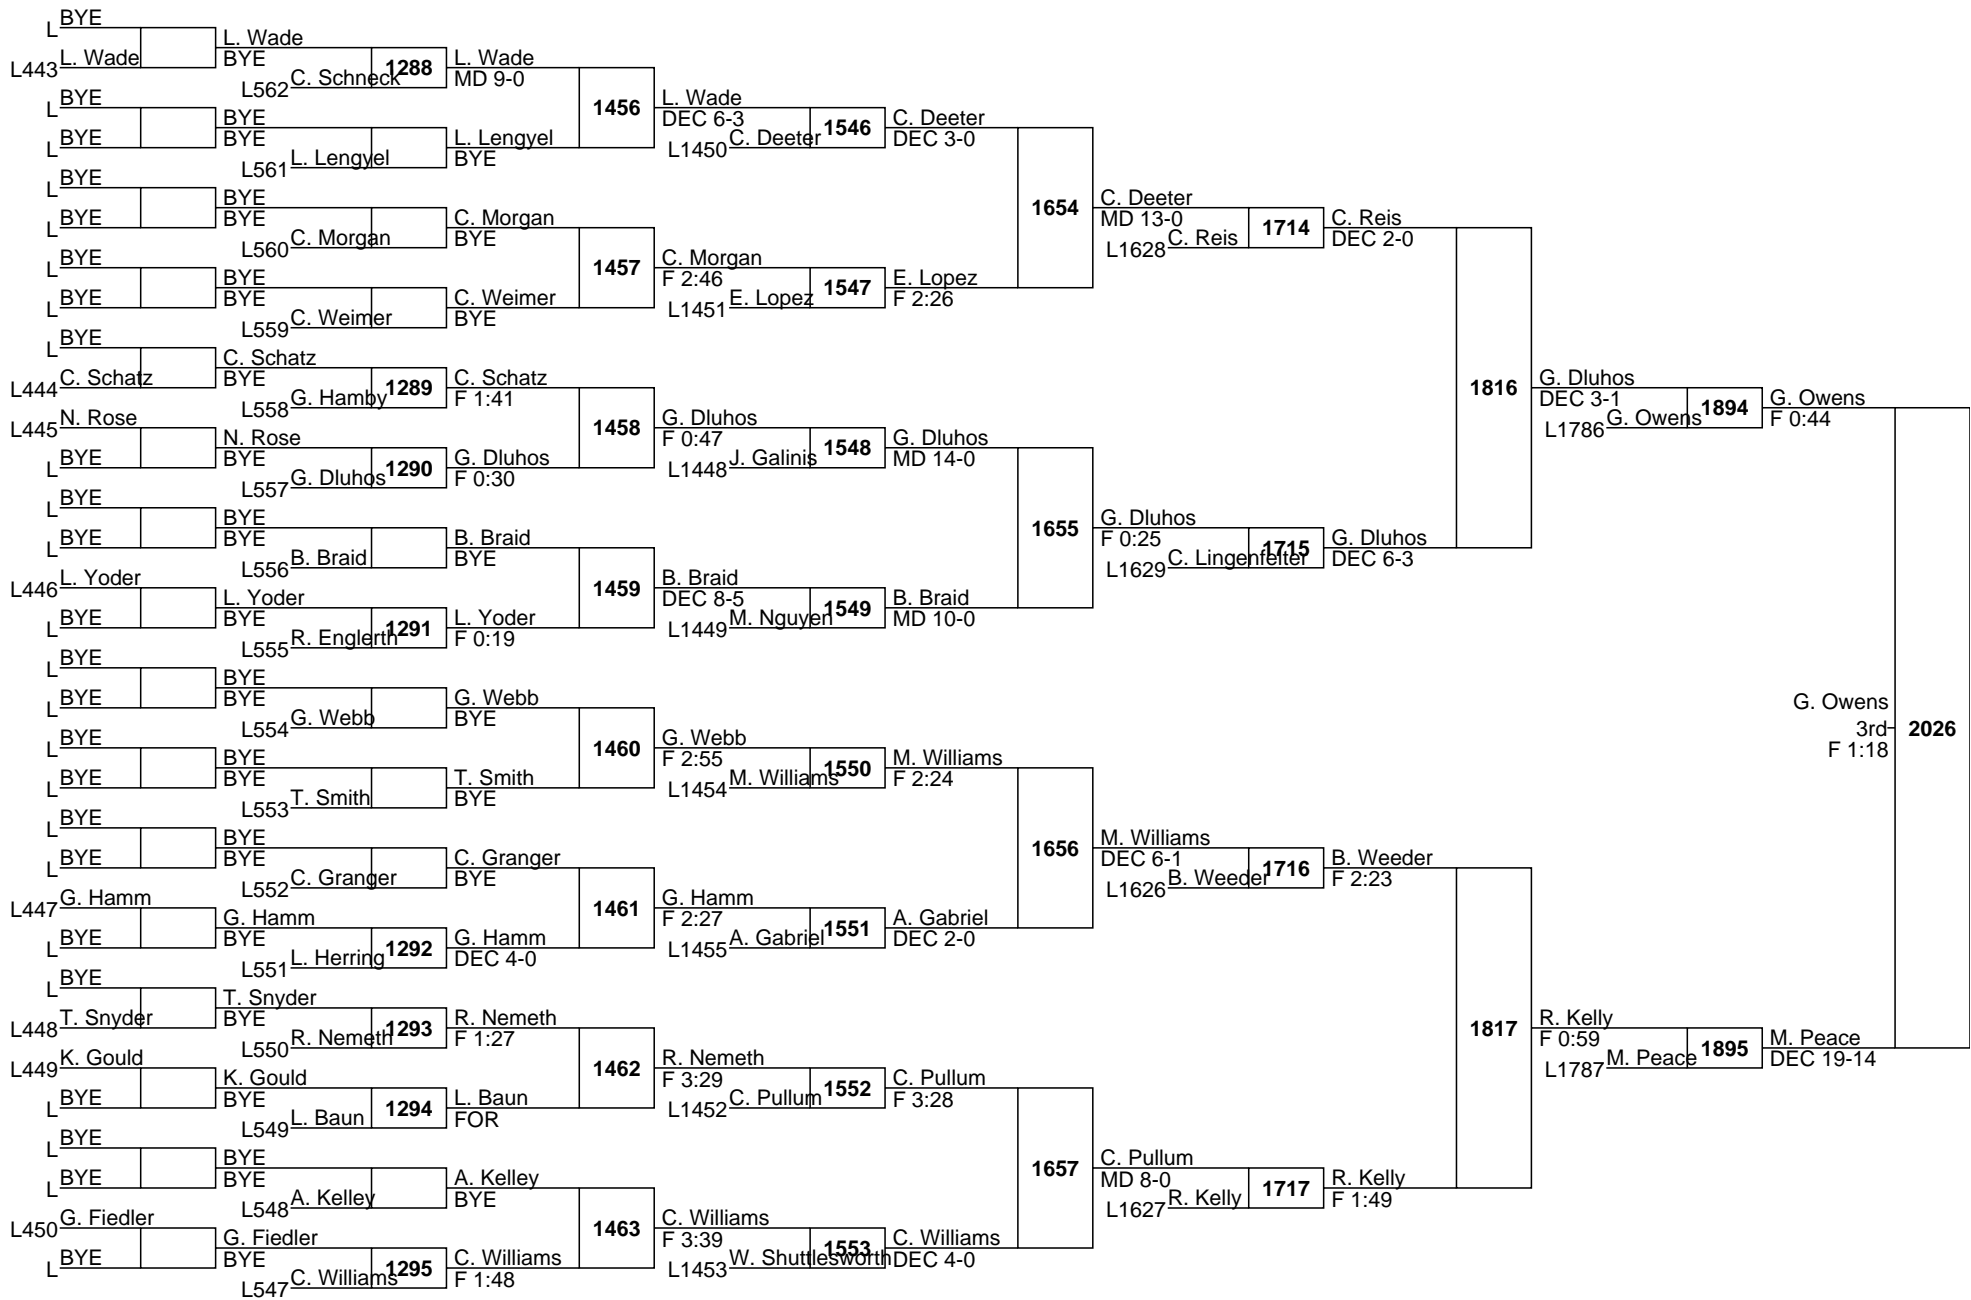 BYE
L
L443 L. Wade
L BYE
L BYE
L BYE
L BYE
L BYE
L BYE
L BYE
L444 C. Schatz
L445 N. Rose
L BYE
L BYE
L BYE
L446 L. Yoder
L BYE
L BYE
L BYE
L BYE
L BYE
L BYE
L BYE
L447 G. Hamm
L BYE
L BYE
L448 T. Snyder
L449 K. Gould
L BYE
L BYE
L BYE
L450 G. Fiedler
L BYE
L. Wade
BYE
L562 C. Schneck 1288
BYE
BYE
L561 L. Lengyel
BYE
BYE
L560 C. Morgan
BYE
BYE
L559 C. Weimer
C. Schatz
BYE
L558 G. Hamby 1289
N. Rose
BYE
L557 G. Dluhos 1290
BYE
BYE
L556 B. Braid
L. Yoder
BYE
L555 R. Englerth 1291
BYE
BYE
L554 G. Webb
BYE
BYE
L553 T. Smith
BYE
BYE
L552 C. Granger
G. Hamm
BYE
L551 L. Herring 1292
T. Snyder
BYE
L550 R. Nemeth 1293
K. Gould
BYE
L549 L. Baun 1294
BYE
BYE
L548 A. Kelley
G. Fiedler
BYE
L547 C. Williams 1295
L. Wade
MD 9-0
1456
L. Lengyel
BYE
C. Morgan
BYE
1457
C. Weimer
BYE
C. Schatz
F 1:41
1458
G. Dluhos
F 0:30
B. Braid
BYE
1459
L. Yoder
F 0:19
G. Webb
BYE
1460
T. Smith
BYE
C. Granger
BYE
1461
G. Hamm
DEC 4-0
R. Nemeth
F 1:27
1462
L. Baun
FOR
A. Kelley
BYE
1463
C. Williams
F 1:48
L. Wade
DEC 6-3
L1450 C. Deeter 1546
C. Morgan
F 2:46
L1451 E. Lopez 1547
G. Dluhos
F 0:47
L1448 J. Galinis 1548
B. Braid
DEC 8-5
L1449 M. Nguyen 1549
G. Webb
F 2:55
L1454 M. Williams 1550
G. Hamm
F 2:27
L1455 A. Gabriel 1551
R. Nemeth
F 3:29
L1452 C. Pullum 1552
C. Williams
F 3:39
L1453 W. Shuttlesworth 1553
C. Deeter
DEC 3-0
1654
E. Lopez
F 2:26
G. Dluhos
MD 14-0
1655
B. Braid
MD 10-0
M. Williams
F 2:24
1656
A. Gabriel
DEC 2-0
C. Pullum
F 3:28
1657
C. Williams
DEC 4-0
C. Deeter
MD 13-0
L1628 C. Reis 1714
G. Dluhos
F 0:25
L1629 C. Lingenfelter 1715
M. Williams
DEC 6-1
L1626 B. Weeder 1716
C. Pullum
MD 8-0
L1627 R. Kelly 1717
C. Reis
DEC 2-0
1816
G. Dluhos
DEC 6-3
B. Weeder
F 2:23
1817
R. Kelly
F 1:49
G. Dluhos
DEC 3-1
L1786 G. Owens 1894
R. Kelly
F 0:59
L1787 M. Peace 1895
G. Owens
F 0:44
G. Owens
3rd 2026
F 1:18
M. Peace
DEC 19-14